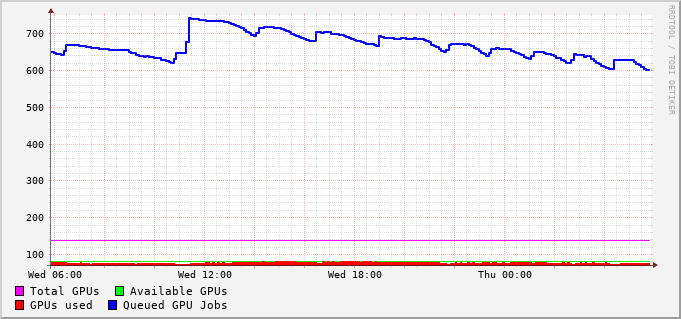 700
600
500
400
300
200
100
Wed 06:00 Wed 12:00 Wed 18:00 Thu 00:00
Total GPUs Available GPUs
GPUs used Queued GPU Jobs
RRDTOOL / TOBI OETIKER